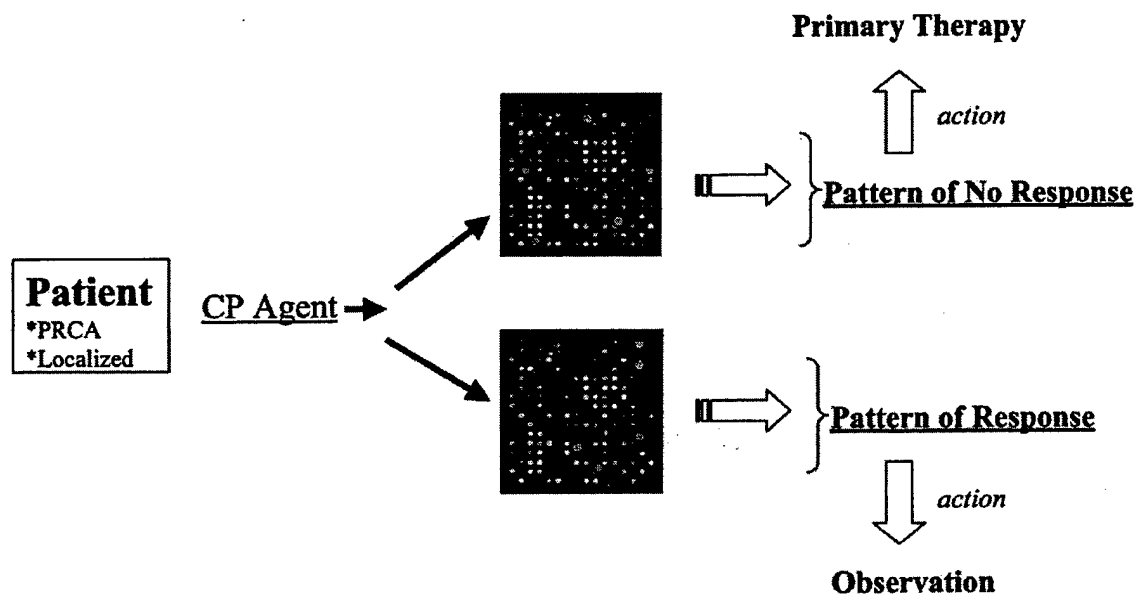 Primary Therapy
action
Pattern of No Response
Patient
*PRCA
*Localized
CP Agent
Pattern of Response
action
Observation